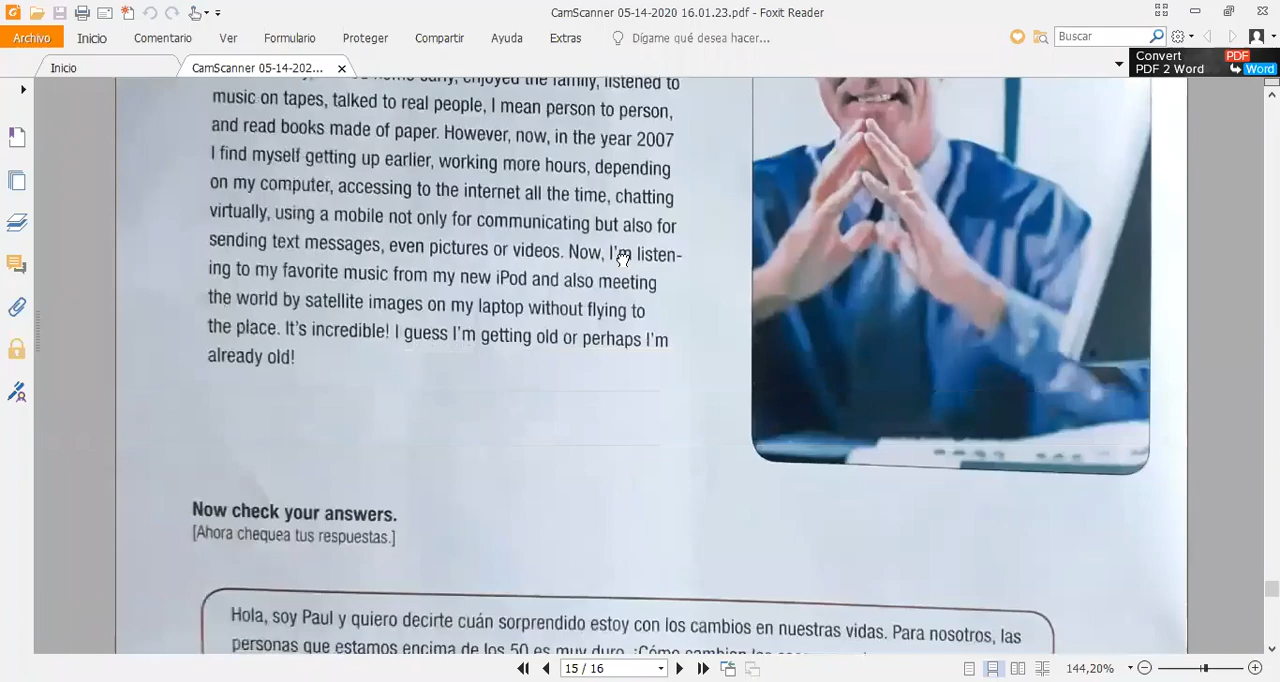 CamScanner 05-14-2020 16.01.23.pdf - Foxit Reader
Archivo Inicio Comentario Ver Formulario Proteger Compartir Ayuda Extras Dígame qué desea hacer... Buscar
Inicio CamScanner 05-14-202...
Convert PDF
PDF 2 Word Word
enjoyed the family, listened to
music on tapes, talked to real people, I mean person to person,
and read books made of paper. However, now, in the year 2007
I find myself getting up earlier, working more hours, depending
on my computer, accessing to the internet all the time, chatting
virtually, using a mobile not only for communicating but also for
sending text messages, even pictures or videos. Now, I'm listen-
ing to my favorite music from my new iPod and also meeting
the world by satellite images on my laptop without flying to
the place. It's incredible! I guess I'm getting old or perhaps I'm
already old!
Now check your answers.
[Ahora chequea tus respuestas.]
Hola, soy Paul y quiero decirte cuán sorprendido estoy con los cambios en nuestras vidas. Para nosotros, las
personas que estamos encima de los 50 es muy duro. ¡Cómo cambian las
15 / 16
144,20%